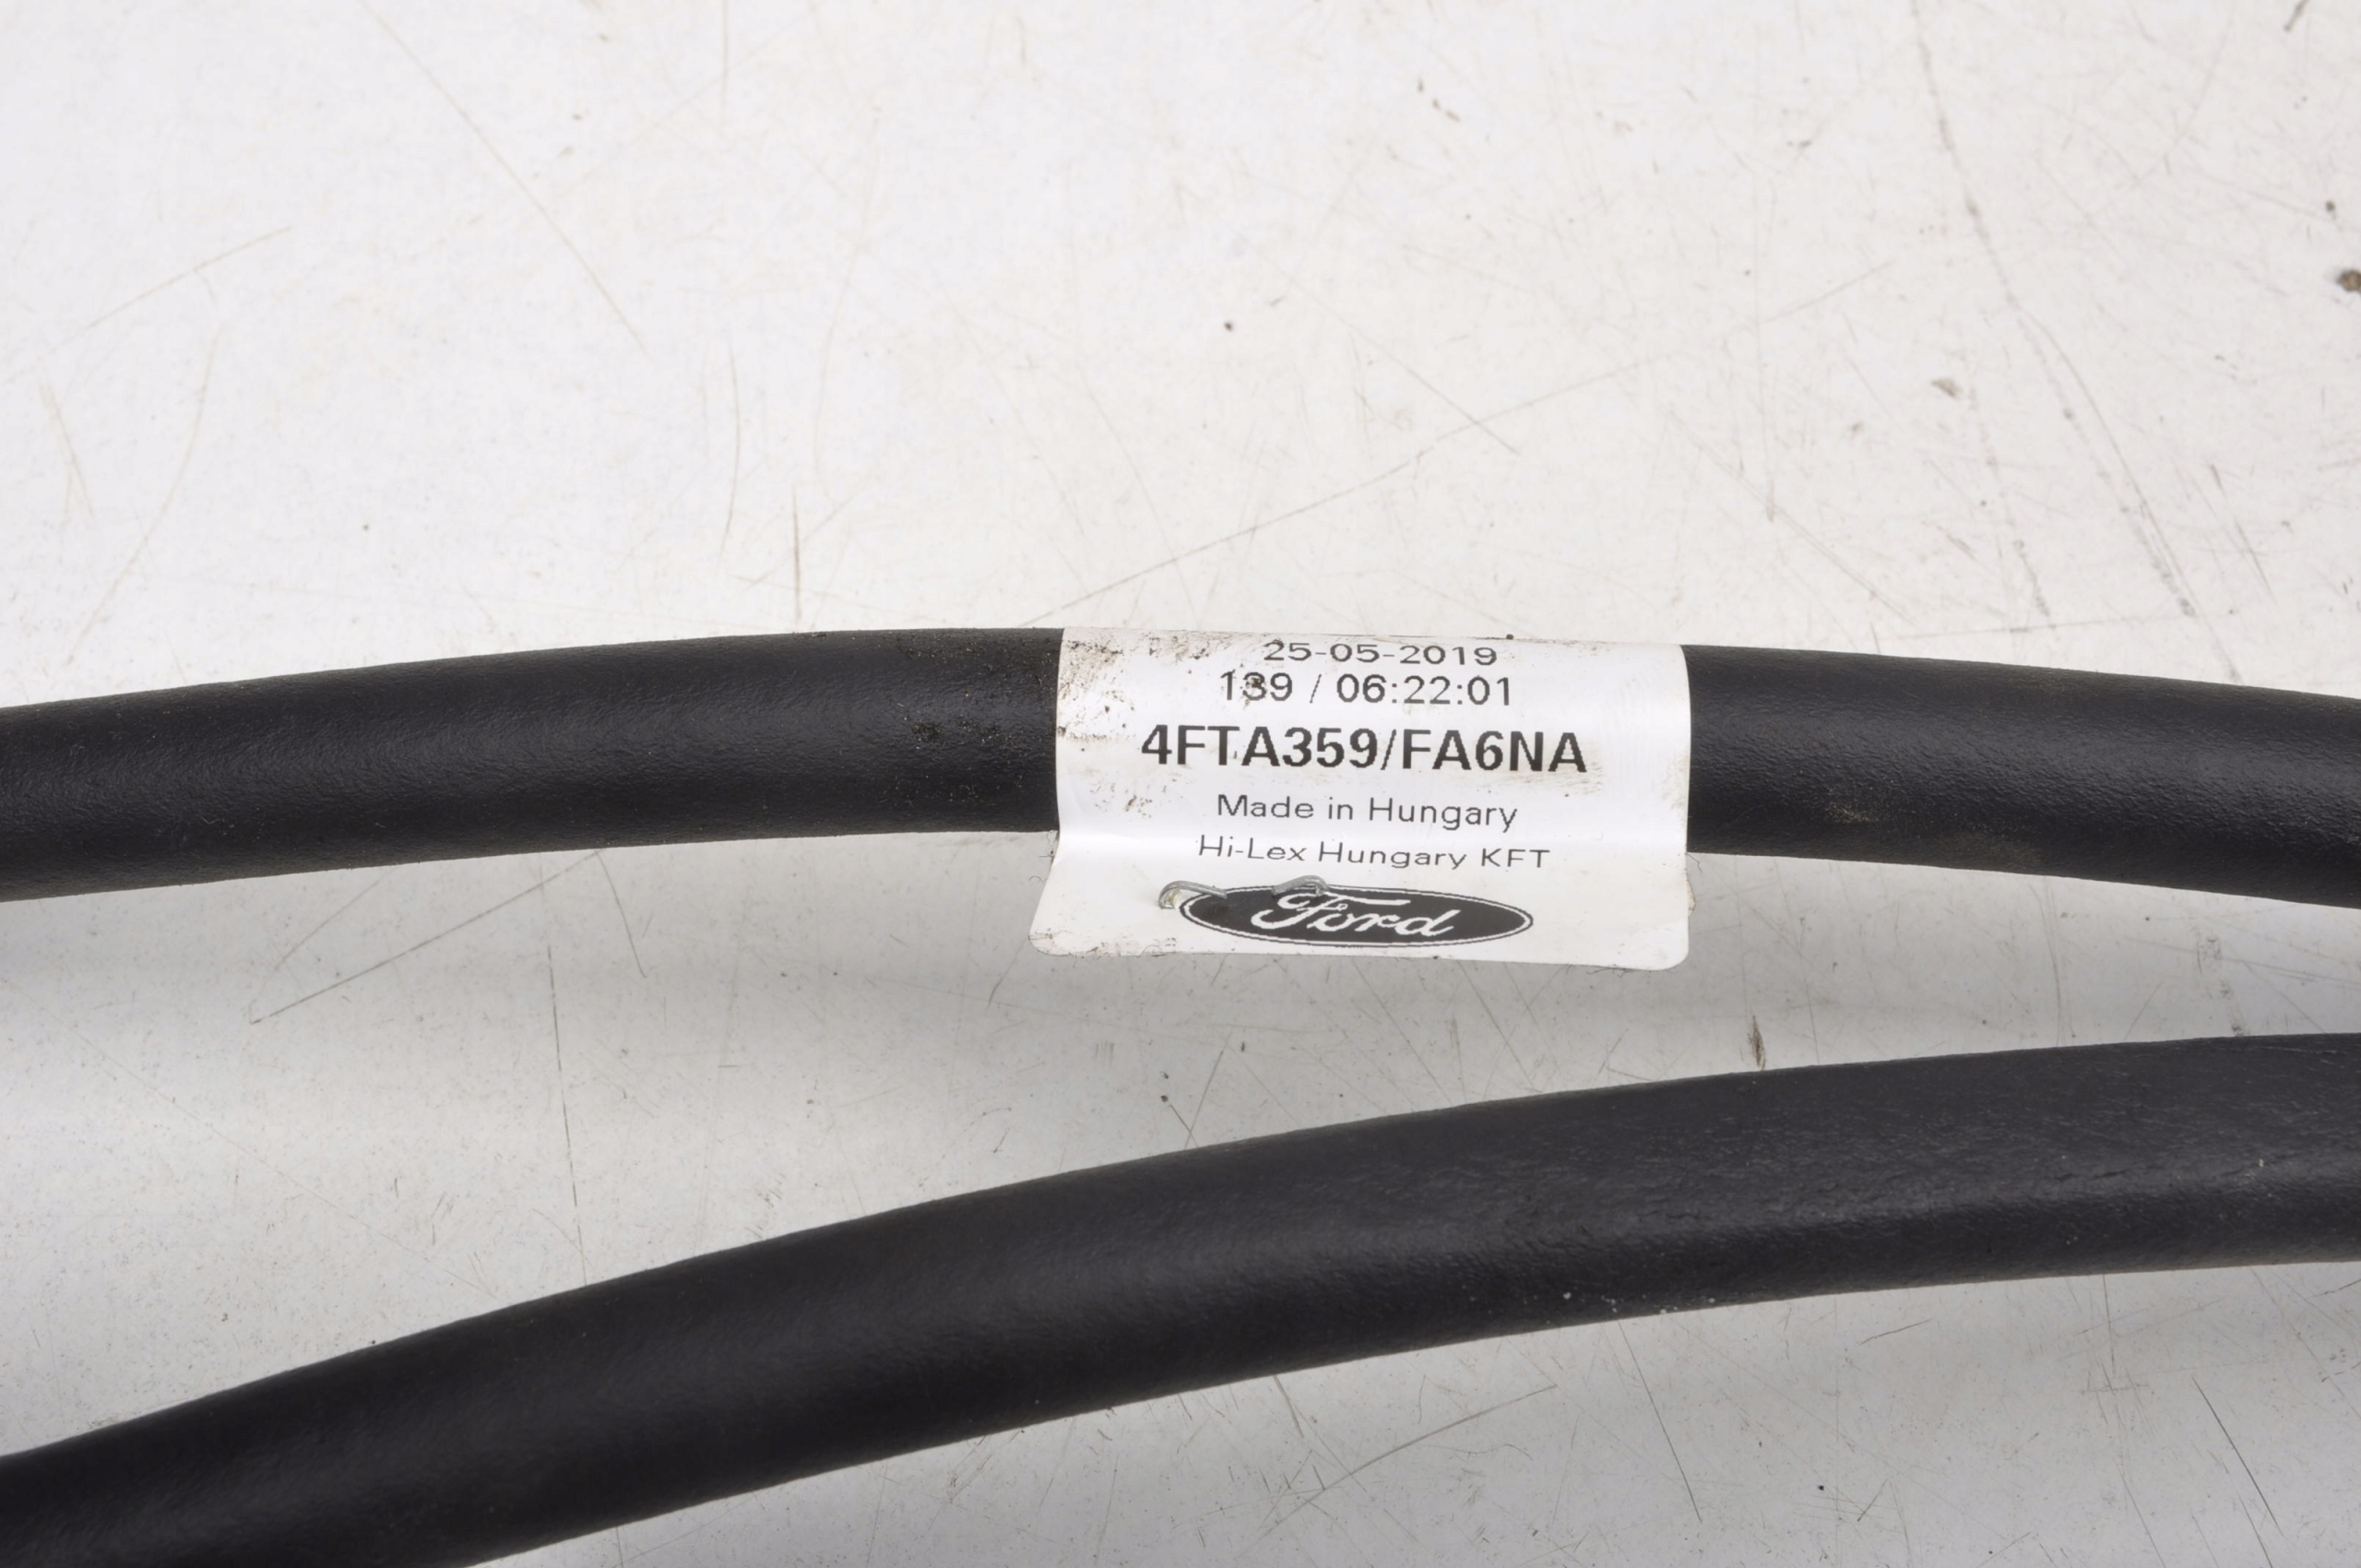 25-05-2019
139 / 06:22:01
4FTA359/FA6NA
Made in Hungary
Hi-Lex Hungary KFT
Ford